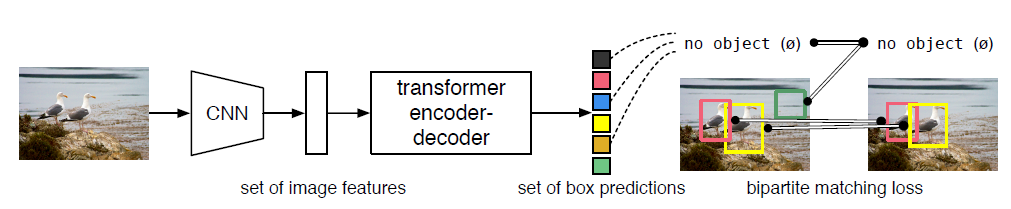 no object (ø)
no object (ø)
CNN
transformer
encoder-
decoder
set of image features
set of box predictions
bipartite matching loss